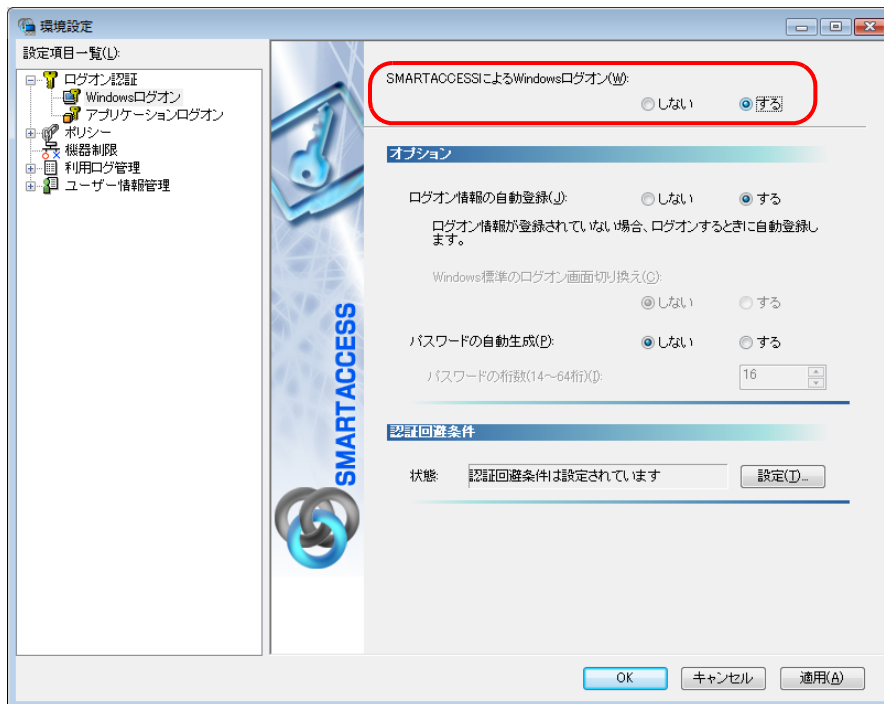 環境設定
設定項目一覧(L):
ログオン認証
Windowsログオン
アプリケーションログオン
ポリシー
機器制限
利用ログ管理
ユーザー情報管理
SMARTACCESS
SMARTACCESSによるWindowsログオン(W):
しない する
オプション
ログオン情報の自動登録(J): しない する
ログオン情報が登録されていない場合、ログオンするときに自動登録し
ます。
Windows標準のログオン画面切り換え(C):
しない する
パスワードの自動生成(P): しない する
パスワードの桁数(14～64桁)(I): 16
認証回避条件
状態: 認証回避条件は設定されています 設定(T)...
OK キャンセル 適用(A)